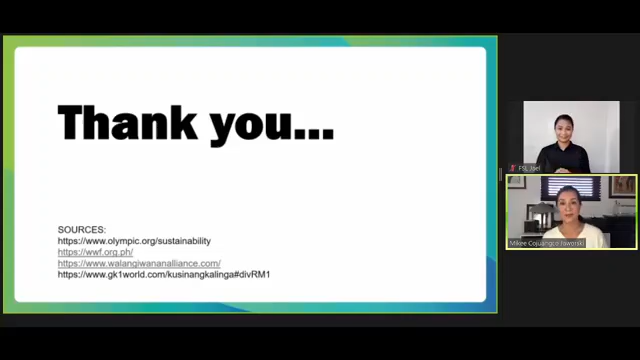 Thank you...
SOURCES:
https://www.olympic.org/sustainability
https://wwf.org.ph/
https://www.walangiwananalliance.com/
https://www.gk1world.com/kusinangkalinga#divRM1
FSL Joel
Mikee Cojuangco Jaworski